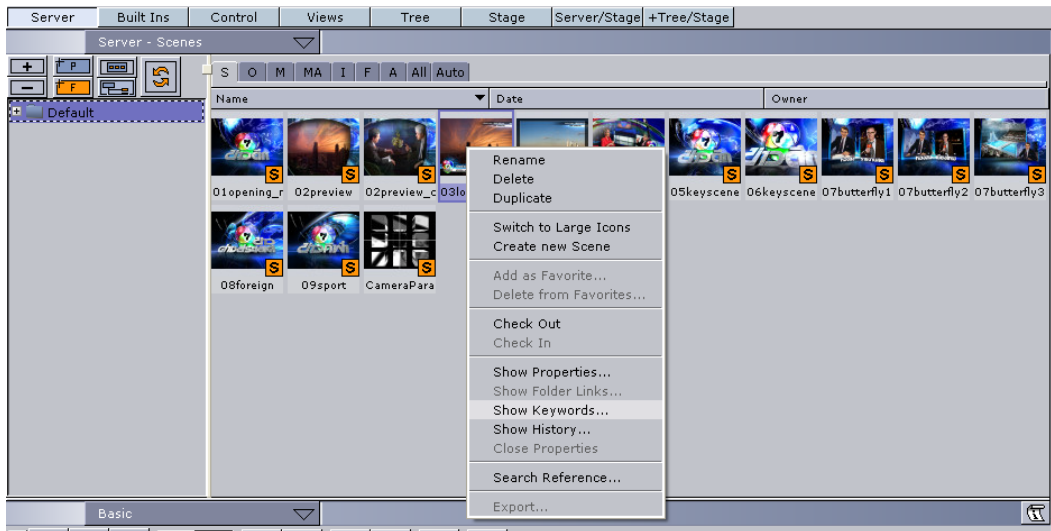 Server Built Ins Control Views Tree Stage Server/Stage +Tree/Stage
Server - Scenes
P
F
S O M MA I F A All Auto
Name Date Owner
Default
S S S S S S S S
01opening_r 02preview 02preview_c 03lo 05keyscene 06keyscene 07butterfly1 07butterfly2 07butterfly3
S S S
08foreign 09sport CameraPara
Rename
Delete
Duplicate
Switch to Large Icons
Create new Scene
Add as Favorite...
Delete from Favorites...
Check Out
Check In
Show Properties...
Show Folder Links...
Show Keywords...
Show History...
Close Properties
Search Reference...
Export...
Basic